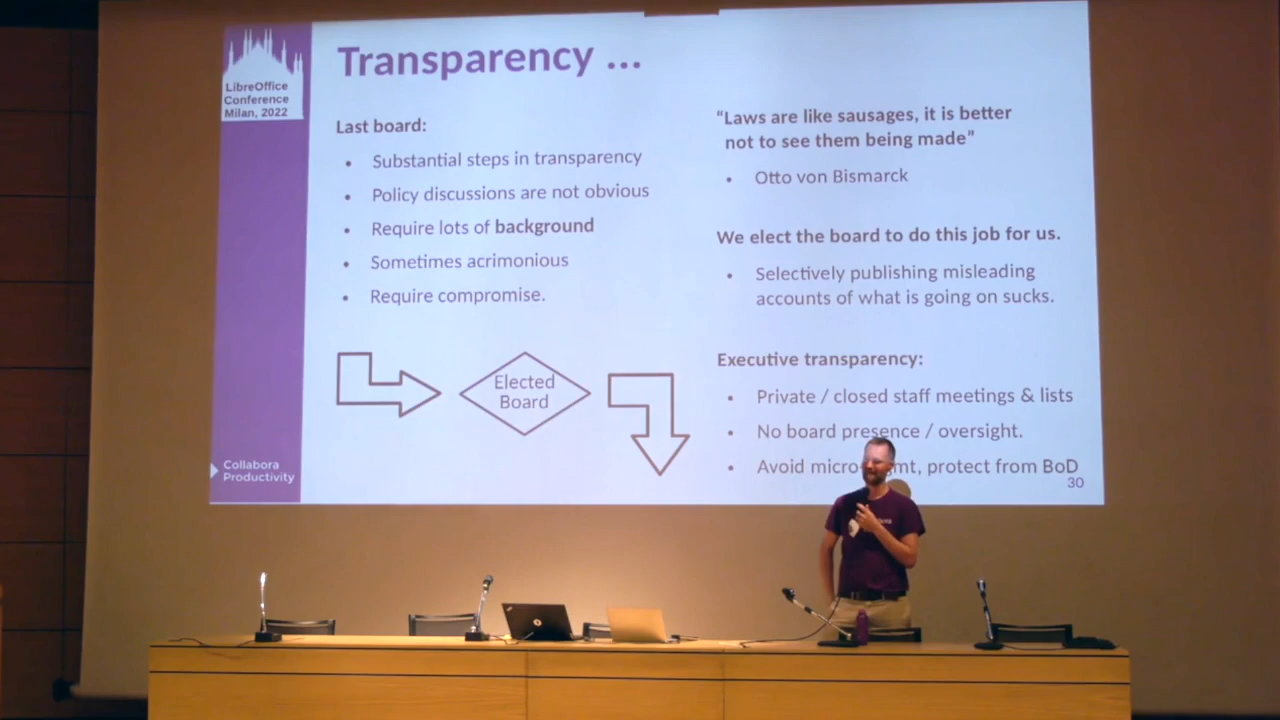 LibreOffice
Conference
Milan, 2022
Transparency ...
Last board:
• Substantial steps in transparency
• Policy discussions are not obvious
• Require lots of background
• Sometimes acrimonious
• Require compromise.
Elected
Board
“Laws are like sausages, it is better
not to see them being made”
• Otto von Bismarck
We elect the board to do this job for us.
• Selectively publishing misleading
accounts of what is going on sucks.
Executive transparency:
• Private / closed staff meetings & lists
• No board presence / oversight.
• Avoid micro mt, protect from BoD
30
Collabora
Productivity